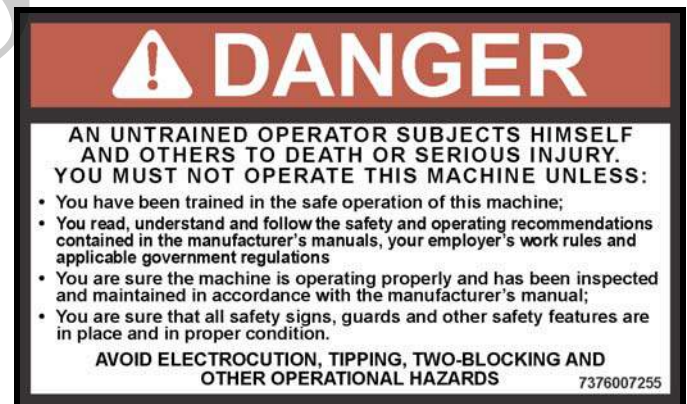 DANGER
AN UNTRAINED OPERATOR SUBJECTS HIMSELF
AND OTHERS TO DEATH OR SERIOUS INJURY.
YOU MUST NOT OPERATE THIS MACHINE UNLESS:
• You have been trained in the safe operation of this machine;
• You read, understand and follow the safety and operating recommendations
contained in the manufacturer's manuals, your employer's work rules and
applicable government regulations
• You are sure the machine is operating properly and has been inspected
and maintained in accordance with the manufacturer's manual;
• You are sure that all safety signs, guards and other safety features are
in place and in proper condition.
AVOID ELECTROCUTION, TIPPING, TWO-BLOCKING AND
OTHER OPERATIONAL HAZARDS
7376007255